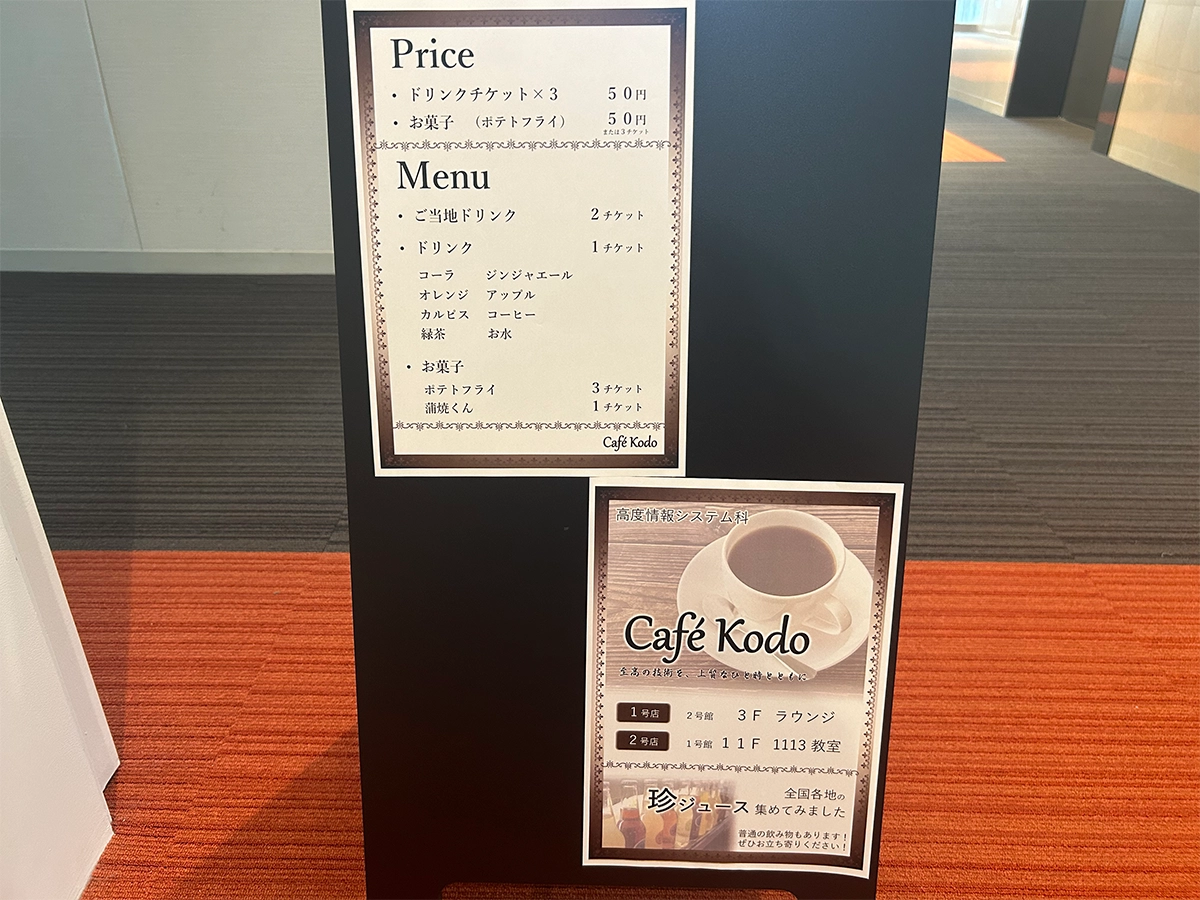 Price
・ドリンクチケット×3 50円
・お菓子 （ポテトフライ） 50円
または3チケット
Menu
・ご当地ドリンク 2チケット
・ドリンク 1チケット
コーラ ジンジャエール
オレンジ アップル
カルピス コーヒー
緑茶 お水
・お菓子
ポテトフライ 3チケット
蒲焼くん 1チケット
Café Kodo
高度情報システム科
Café Kodo
至高の技術を、上質なひと時とともに
1号店 2号館 3F ラウンジ
2号店 1号館 11F 1113教室
珍ジュース
全国各地の
集めてみました
普通の飲み物もあります！
ぜひお立ち寄りください！